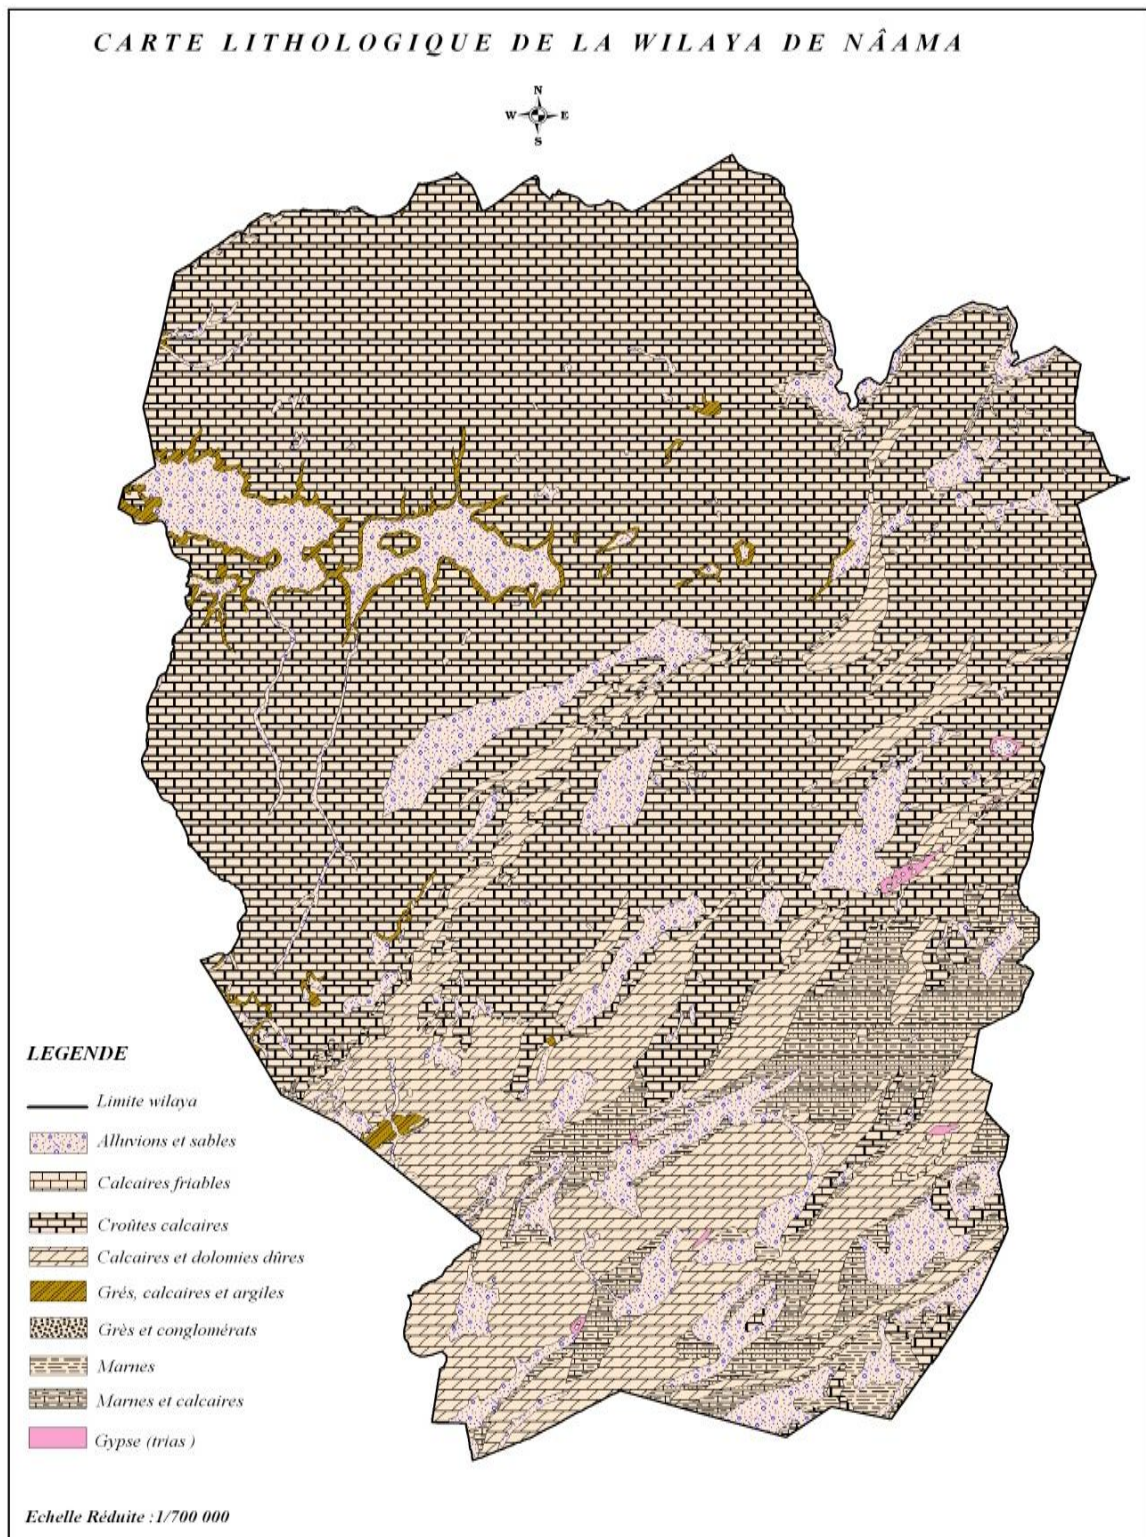 CARTE LITHOLOGIQUE DE LA WILAYA DE NÂAMA
N
W E
S
LEGENDE
Limite wilaya
Alluvions et sables
Calcaires friables
Croûtes calcaires
Calcaires et dolomies dûres
Grés, calcaires et argiles
Grès et conglomérats
Marnes
Marnes et calcaires
Gypse (trias )
Echelle Réduite : 1/700 000